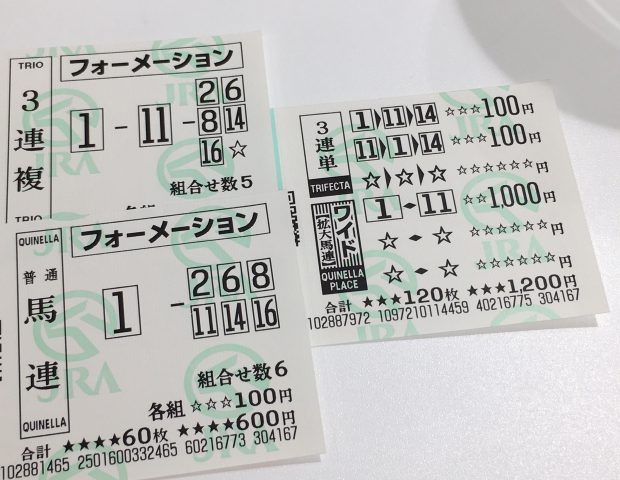 TRIO
フォーメーション
3連複
1 - 11 - 2 6
8 14
16 ☆
組合せ数5
TRIO
QUINELLA
フォーメーション
普通
馬連
1 - 2 6 8
11 14 16
組合せ数6
各組 ☆☆☆100円
QUINELLA
合計 ★★★★60枚 ★★★★600円
102881465 2501600332465 60216773 304167
3連単
TRIFECTA
1▶11▶14 ☆☆☆100円
11▶1▶14 ☆☆☆100円
☆▶☆▶☆ ☆☆☆☆☆☆円
ワイド
【拡大馬連】
QUINELLA
PLACE
1◆11 ☆☆1,000円
☆◆☆ ☆☆☆☆☆☆円
☆◆☆ ☆☆☆☆☆☆円
合計 ★★★120枚 ★★★1,200円
102887972 1097210114459 40216775 304167
JRA
JRA
JRA
JRA